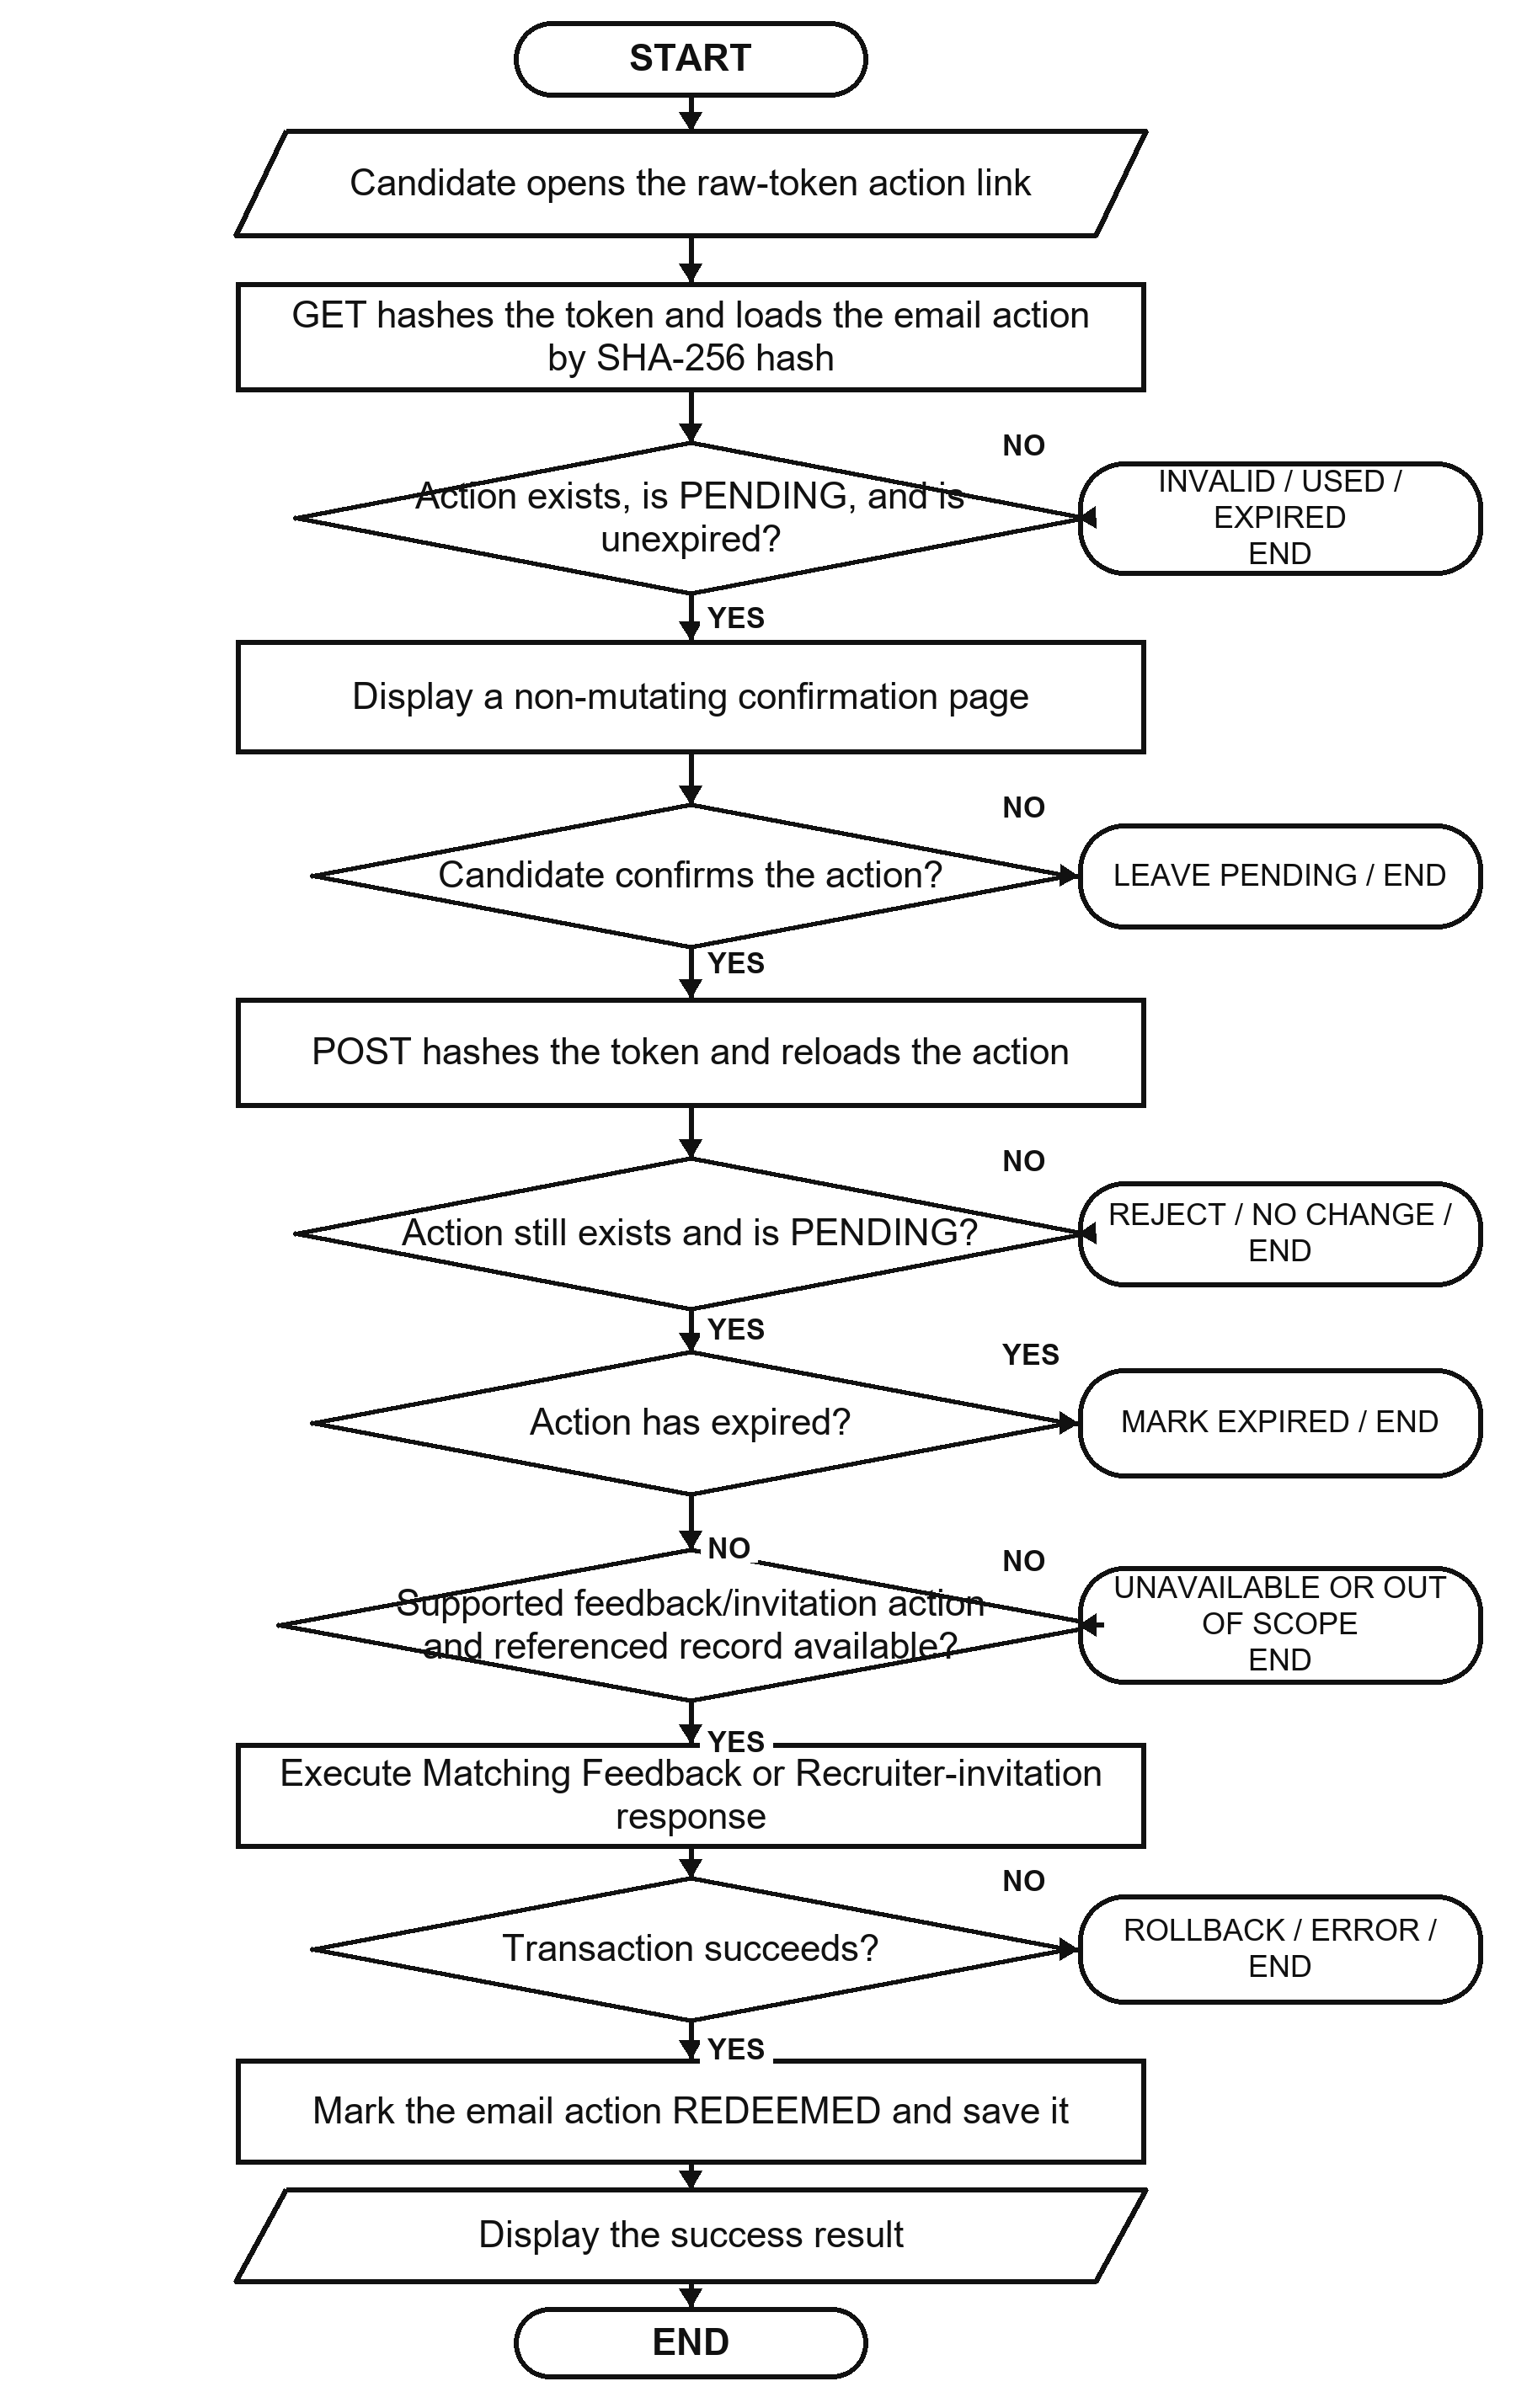 START
Candidate opens the raw-token action link
GET hashes the token and loads the email action
by SHA-256 hash
NO
Action exists, is PENDING, and is
unexpired?
INVALID / USED /
EXPIRED
END
YES
Display a non-mutating confirmation page
NO
Candidate confirms the action?
LEAVE PENDING / END
YES
POST hashes the token and reloads the action
NO
Action still exists and is PENDING?
REJECT / NO CHANGE /
END
YES
YES
Action has expired?
MARK EXPIRED / END
NO
NO
Supported feedback/invitation action
and referenced record available?
UNAVAILABLE OR OUT
OF SCOPE
END
YES
Execute Matching Feedback or Recruiter-invitation
response
NO
Transaction succeeds?
ROLLBACK / ERROR /
END
YES
Mark the email action REDEEMED and save it
Display the success result
END